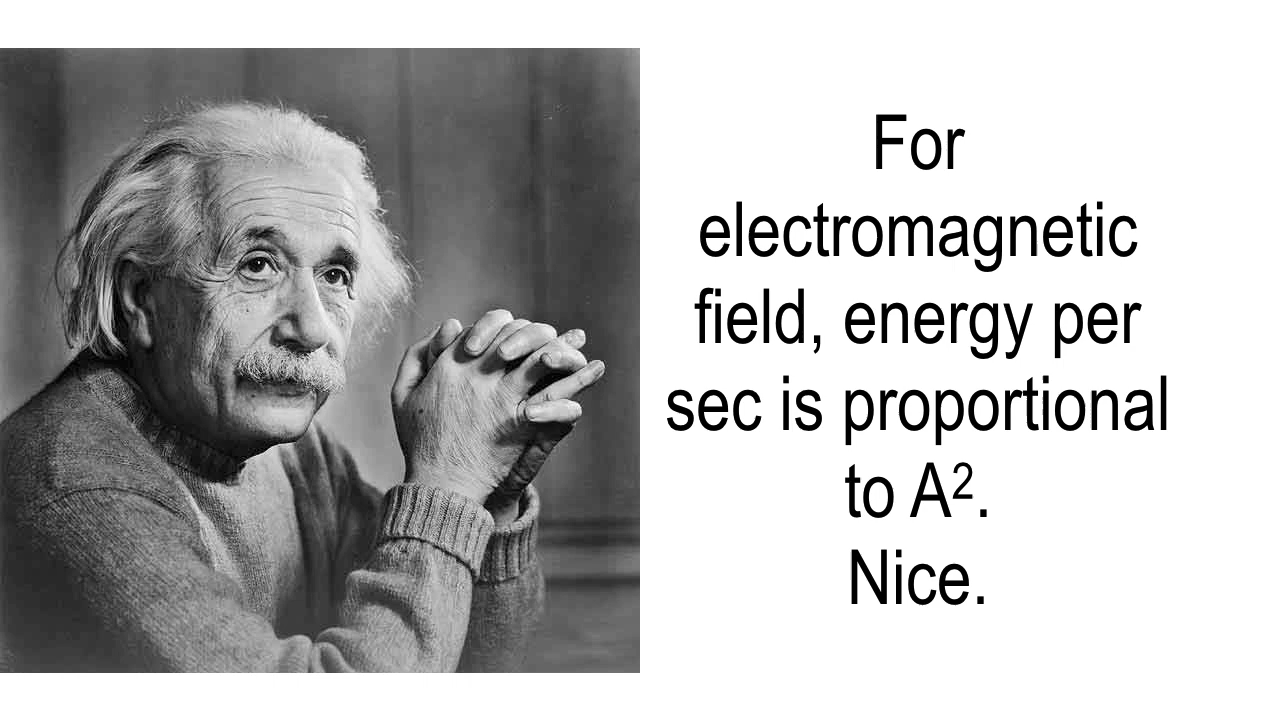 For
electromagnetic
field, energy per
sec is proportional
to A².
Nice.